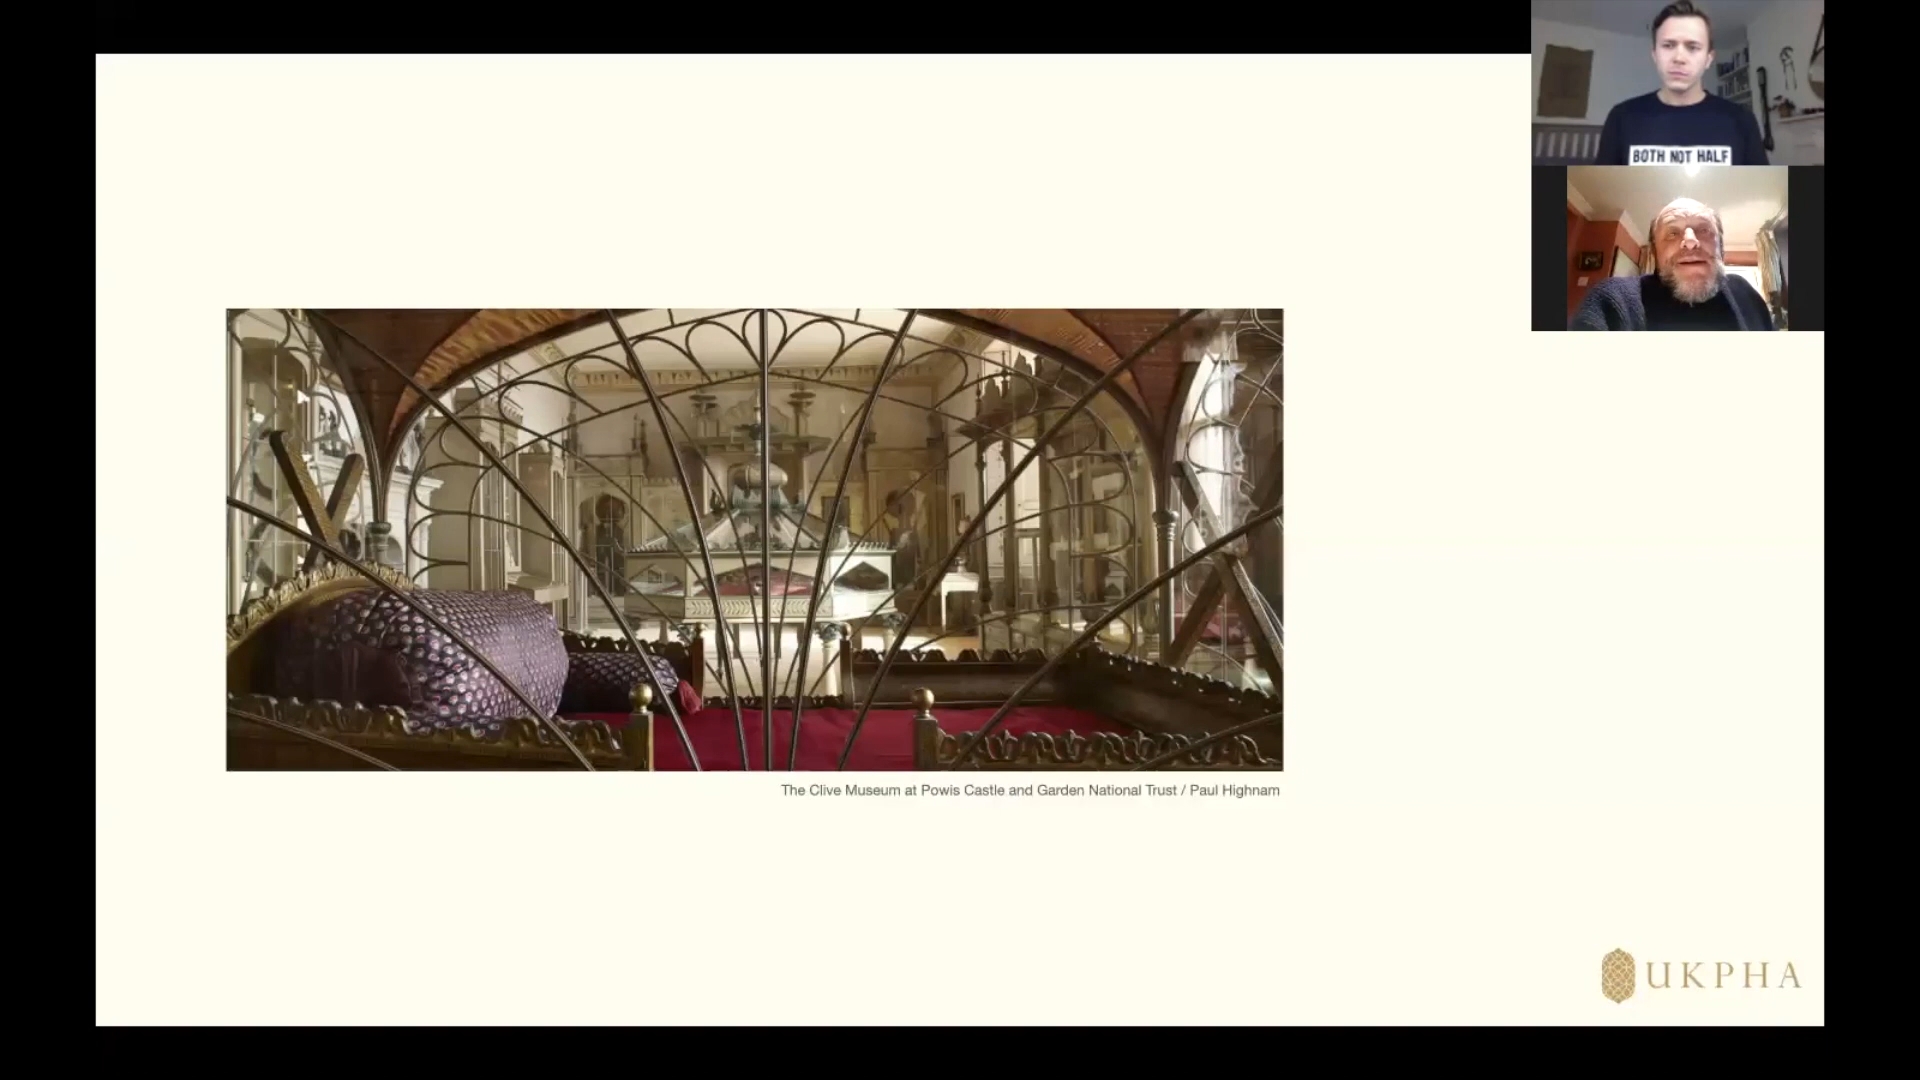 BOTH NOT HALF
The Clive Museum at Powis Castle and Garden National Trust / Paul Highnam
UKPHA